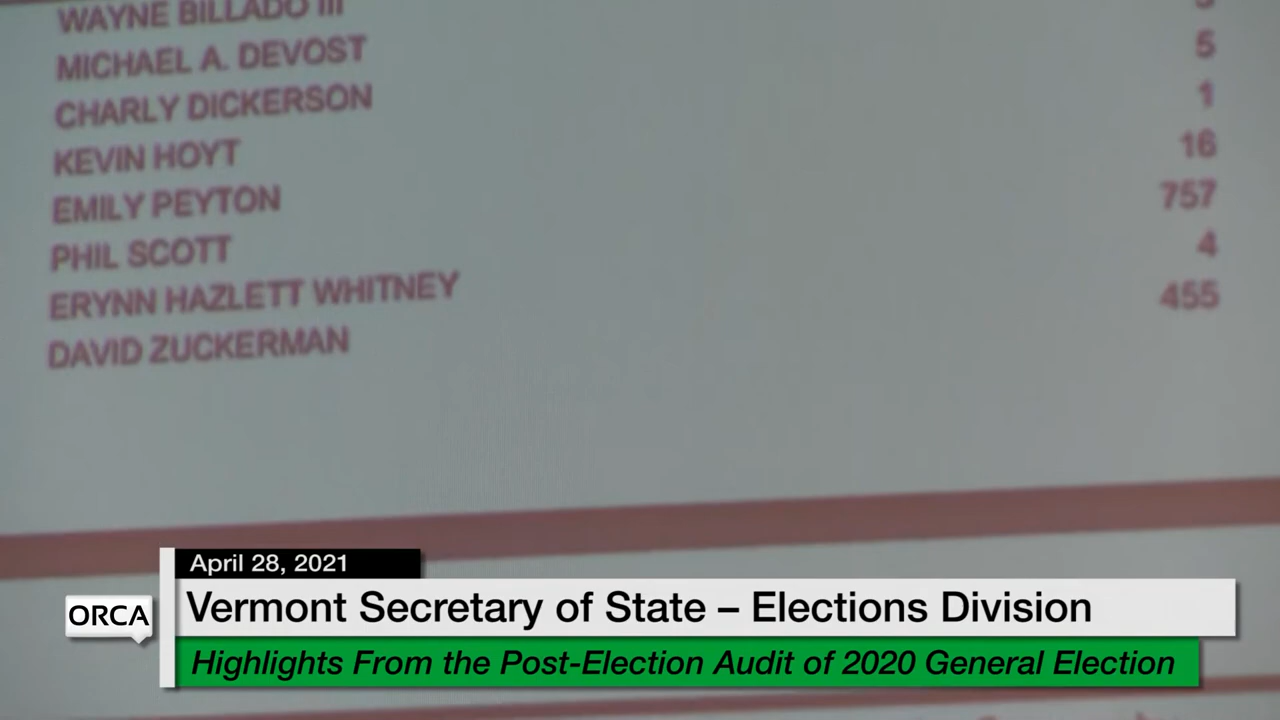 WAYNE BILLADO III
MICHAEL A. DEVOST
CHARLY DICKERSON 5
KEVIN HOYT 1
EMILY PEYTON 16
PHIL SCOTT 757
ERYNN HAZLETT WHITNEY 4
DAVID ZUCKERMAN 455
April 28, 2021
ORCA
Vermont Secretary of State – Elections Division
Highlights From the Post-Election Audit of 2020 General Election